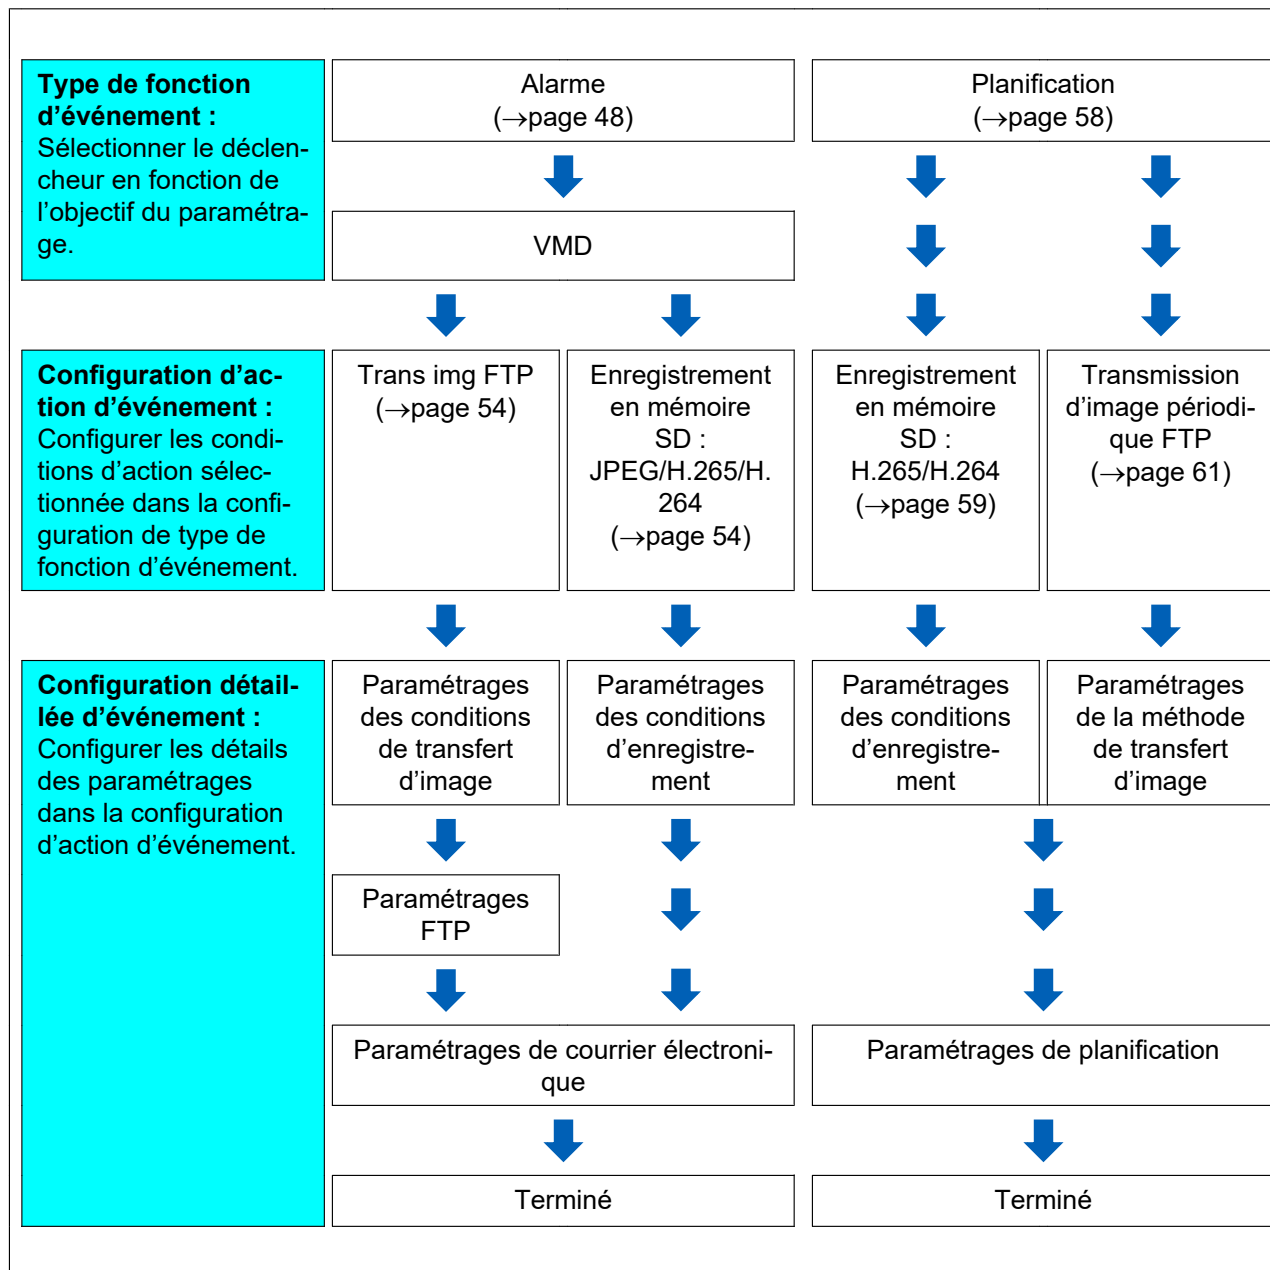 Type de fonction
d’événement :
Sélectionner le déclen-
cheur en fonction de
l’objectif du paramétra-
ge.
Alarme
(→page 48)
Planification
(→page 58)
VMD
Configuration d’ac-
tion d’événement :
Configurer les condi-
tions d’action sélec-
tionnée dans la confi-
guration de type de
fonction d’événement.
Trans img FTP
(→page 54)
Enregistrement
en mémoire
SD :
JPEG/H.265/H.
264
(→page 54)
Enregistrement
en mémoire
SD :
H.265/H.264
(→page 59)
Transmission
d’image périod-
ique FTP
(→page 61)
Configuration détail-
lée d’événement :
Configurer les détails
des paramétrages
dans la configuration
d’action d’événement.
Paramétrages
des conditions
de transfert
d’image
Paramétrages
des conditions
d’enregistre-
ment
Paramétrages
des conditions
d’enregistre-
ment
Paramétrages
de la méthode
de transfert
d’image
Paramétrages
FTP
Paramétrages de courrier électroni-
que
Paramétrages de planification
Terminé
Terminé